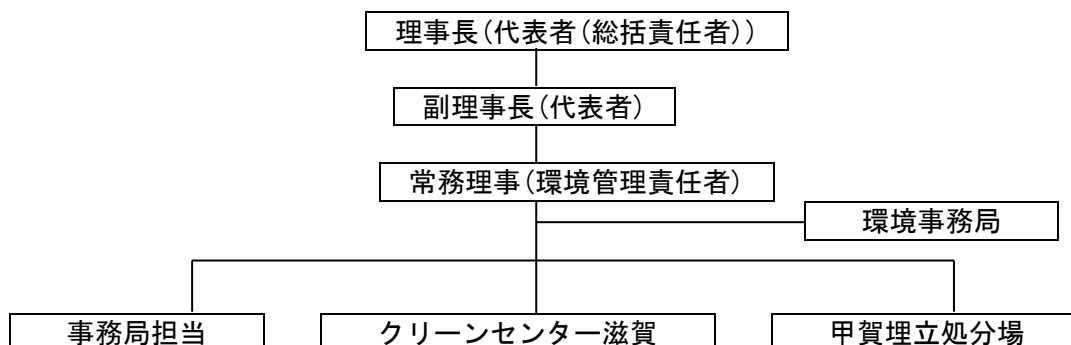 理事長（代表者（総括責任者））
副理事長（代表者）
常務理事（環境管理責任者）
環境事務局
事務局担当
クリーンセンター滋賀
甲賀埋立処分場